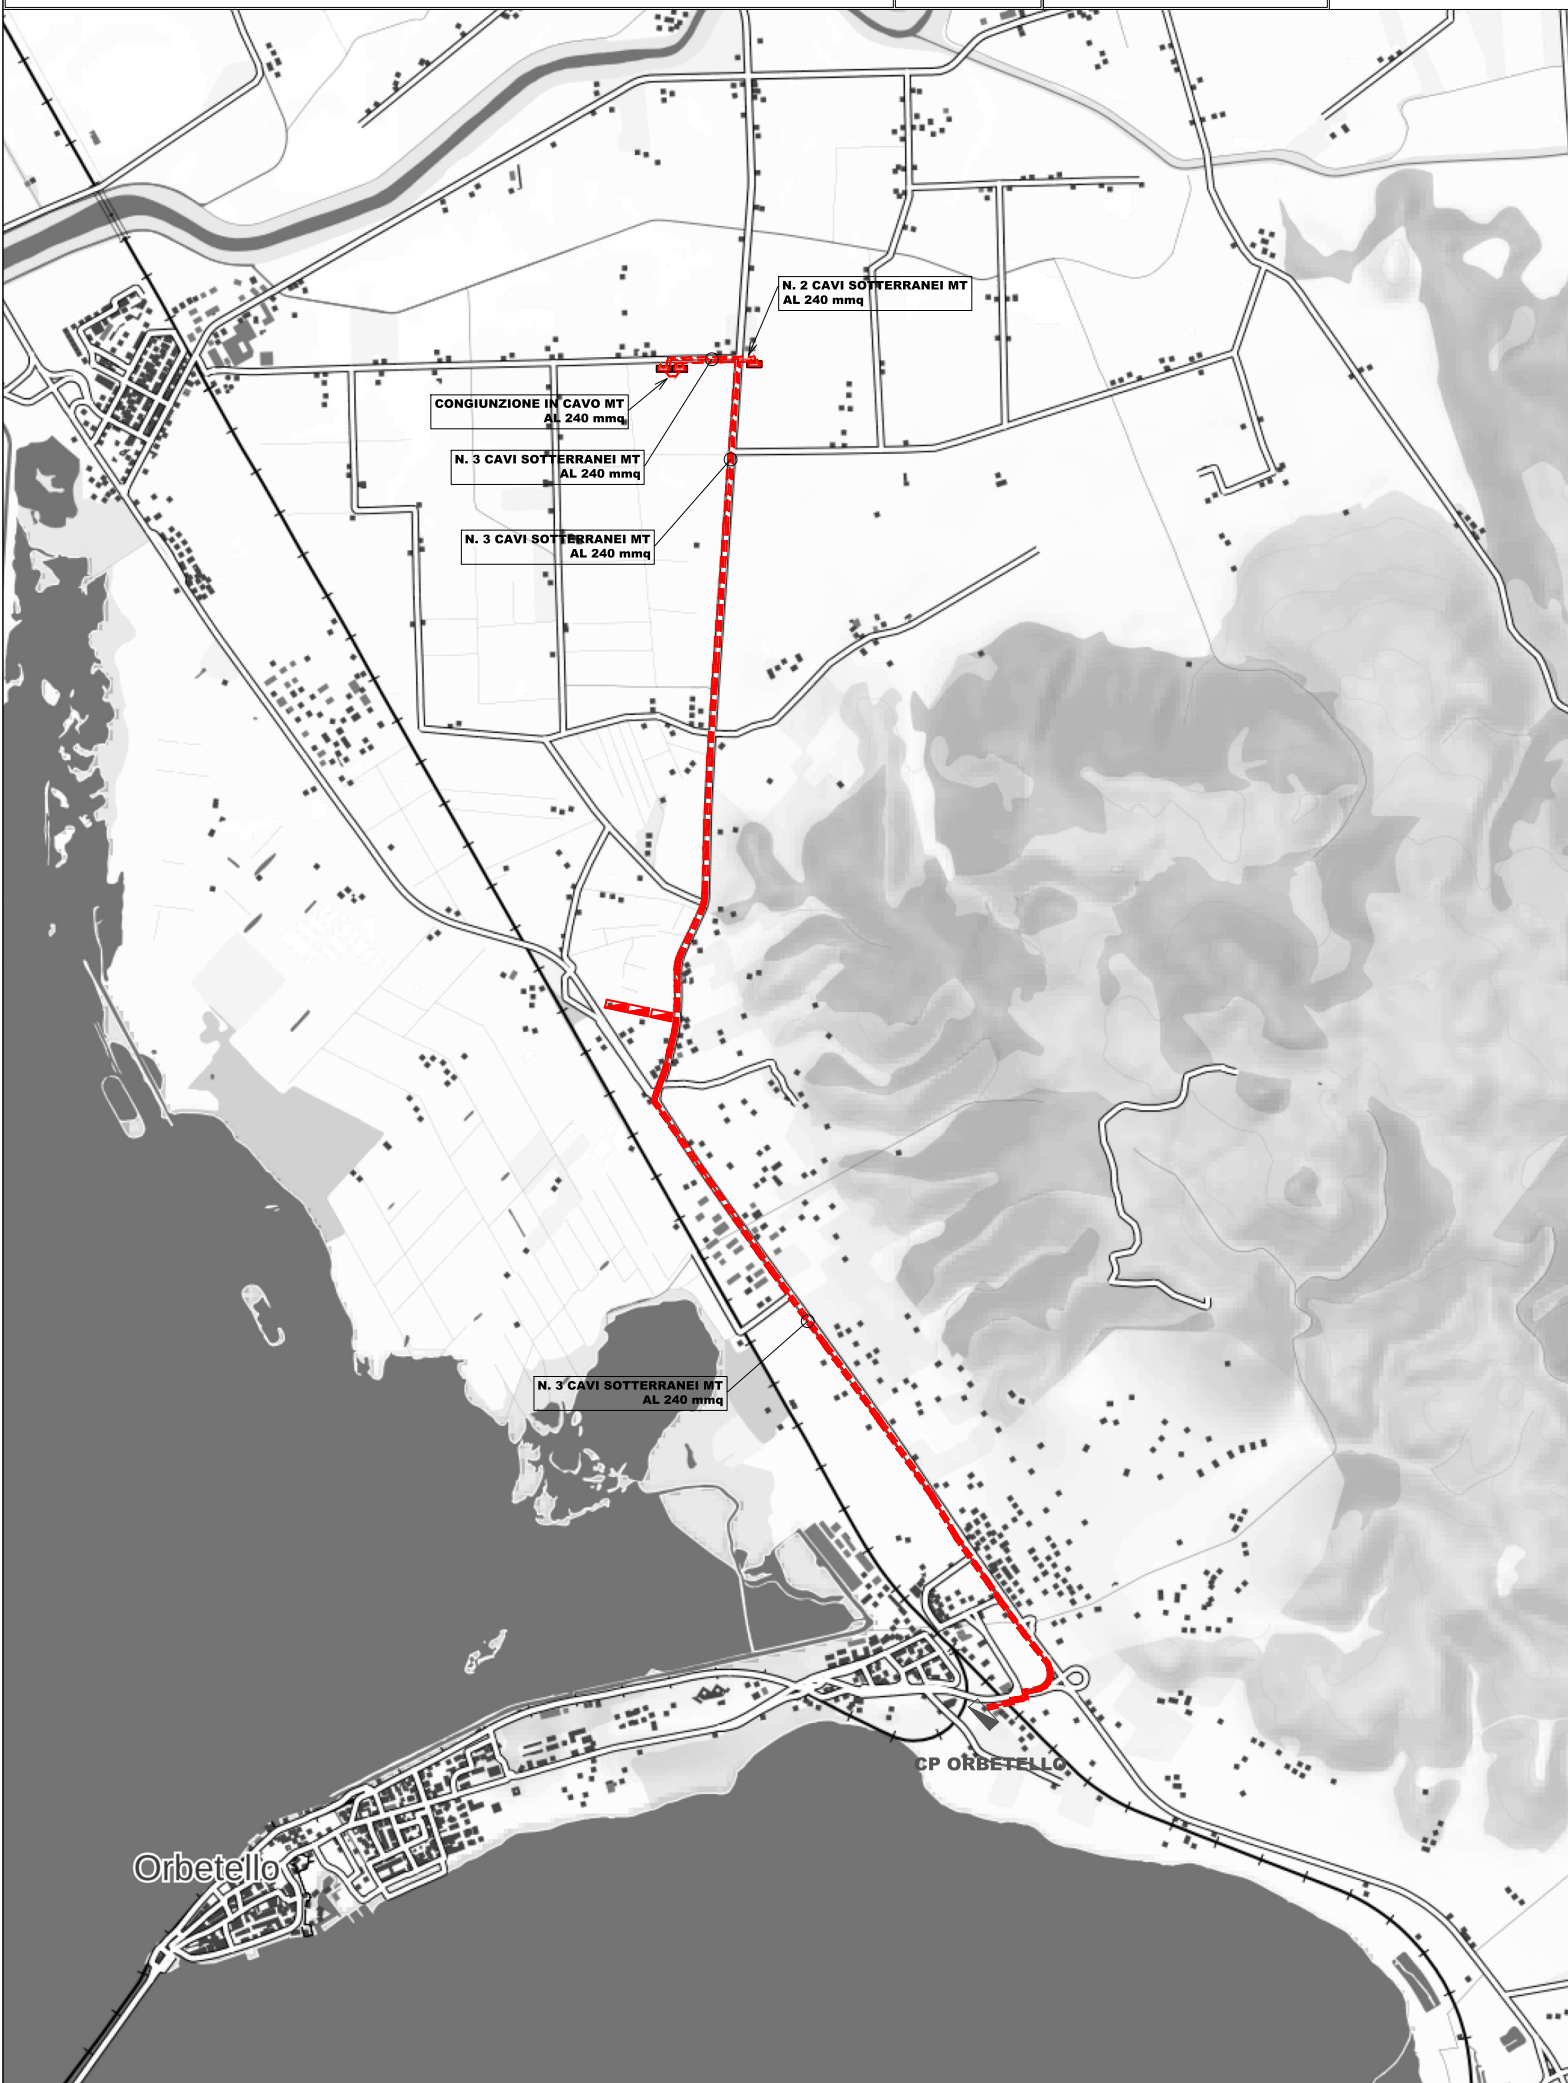 N. 2 CAVI SOTTERRANEI MT
AL 240 mmq
CONGIUNZIONE IN CAVO MT
AL 240 mmq
N. 3 CAVI SOTTERRANEI MT
AL 240 mmq
N. 3 CAVI SOTTERRANEI MT
AL 240 mmq
N. 3 CAVI SOTTERRANEI MT
AL 240 mmq
CP ORBETELLO
Orbetello